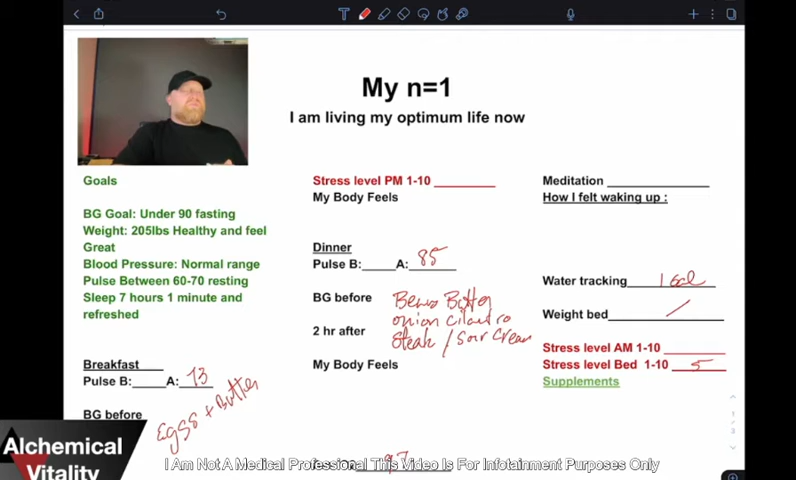 My n=1
I am living my optimum life now
Goals
BG Goal: Under 90 fasting
Weight: 205lbs Healthy and feel
Great
Blood Pressure: Normal range
Pulse Between 60-70 resting
Sleep 7 hours 1 minute and
refreshed
Breakfast
Pulse B:_____A: 73
BG before
Eggs + Butter
Stress level PM 1-10 __________
My Body Feels
Dinner
Pulse B:_____A: 85
BG before
Butter
onion Cilantro
2 hr after
Steak / Sour Cream
My Body Feels
Meditation _________________
How I felt waking up :
Water tracking 1 Gal
Weight bed
Stress level AM 1-10 __________
Stress level Bed 1-10 5
Supplements
Alchemical
Vitality
I Am Not A Medical Professional This Video Is For Infotainment Purposes Only